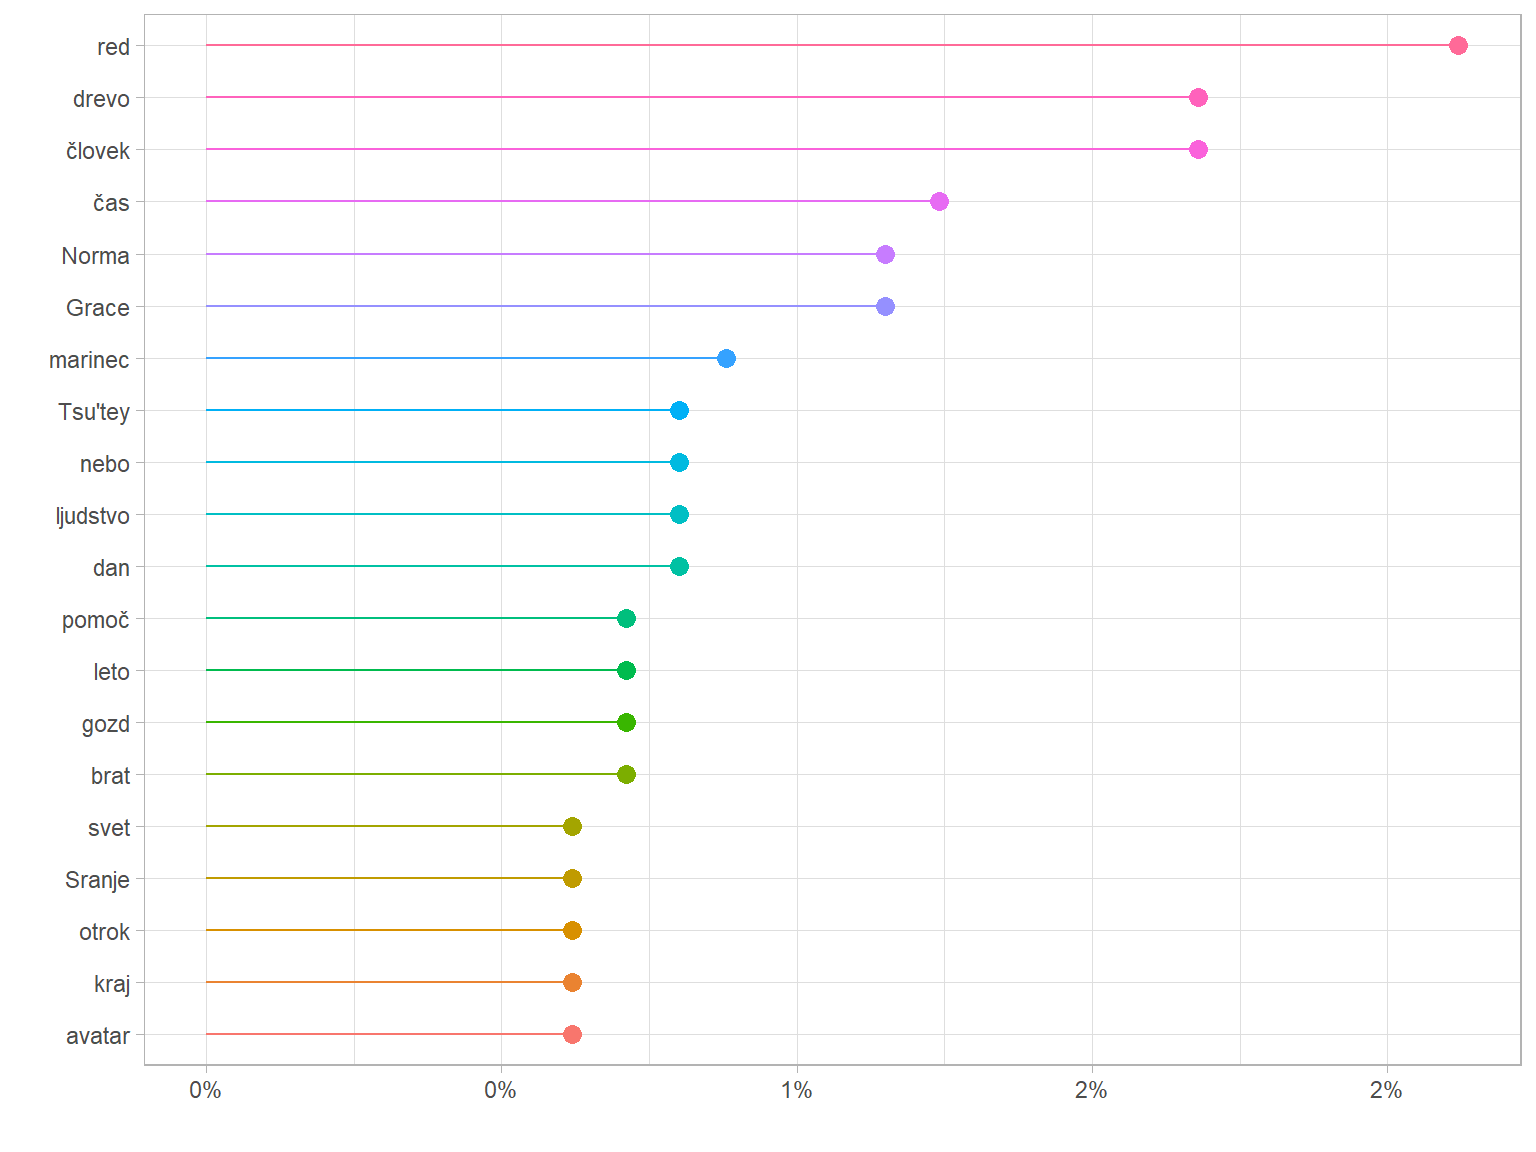 red
drevo
človek
čas
Norma
Grace
marinec
Tsu'tey
nebo
ljudstvo
dan
pomoč
leto
gozd
brat
svet
Sranje
otrok
kraj
avatar
0% 0% 1% 2% 2%